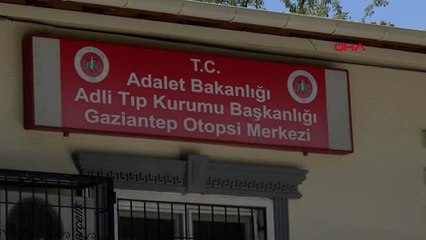 DHA
T.C.
Adalet Bakanlığı
Adli Tıp Kurumu Başkanlığı
Gaziantep Otopsi Merkezi